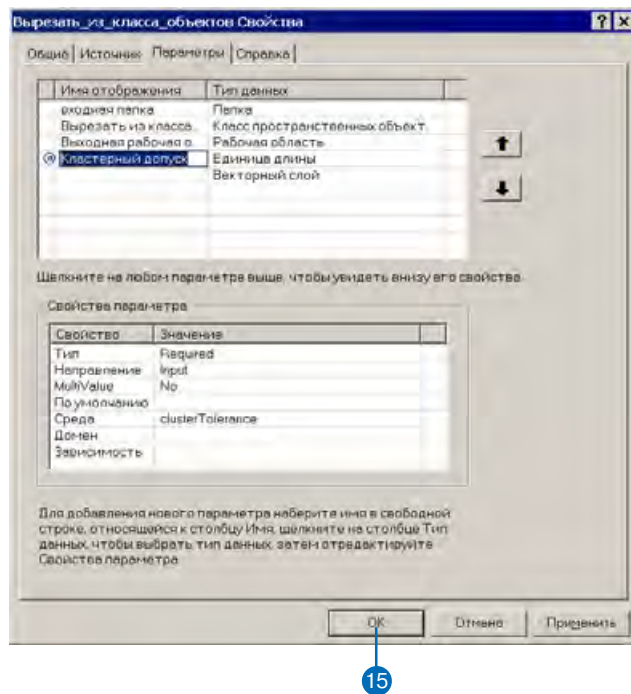 Вырезать_из_класса_объектов Свойства
Общие Источник Параметры Справка
Имя отображения Тип данных
входная папка Папка
Вырезать из класса Класс пространственных объект
Выходная рабочая о. Рабочая область
Кластерный допуск Единица длины
Векторный слой
Щелкните на любом параметре выше, чтобы увидеть внизу его свойства
Свойства параметра
Свойство Значение
Тип Required
Направление Input
MultiValue No
По умолчанию
Среда clusterTolerance
Домен
Зависимость
Для добавления нового параметра наберите имя в свободной
строке, относящейся к столбцу Имя, щелкните на столбце Тип
данных, чтобы выбрать тип данных, затем отредактируйте
Свойства параметра
OK Отмена Применить
15